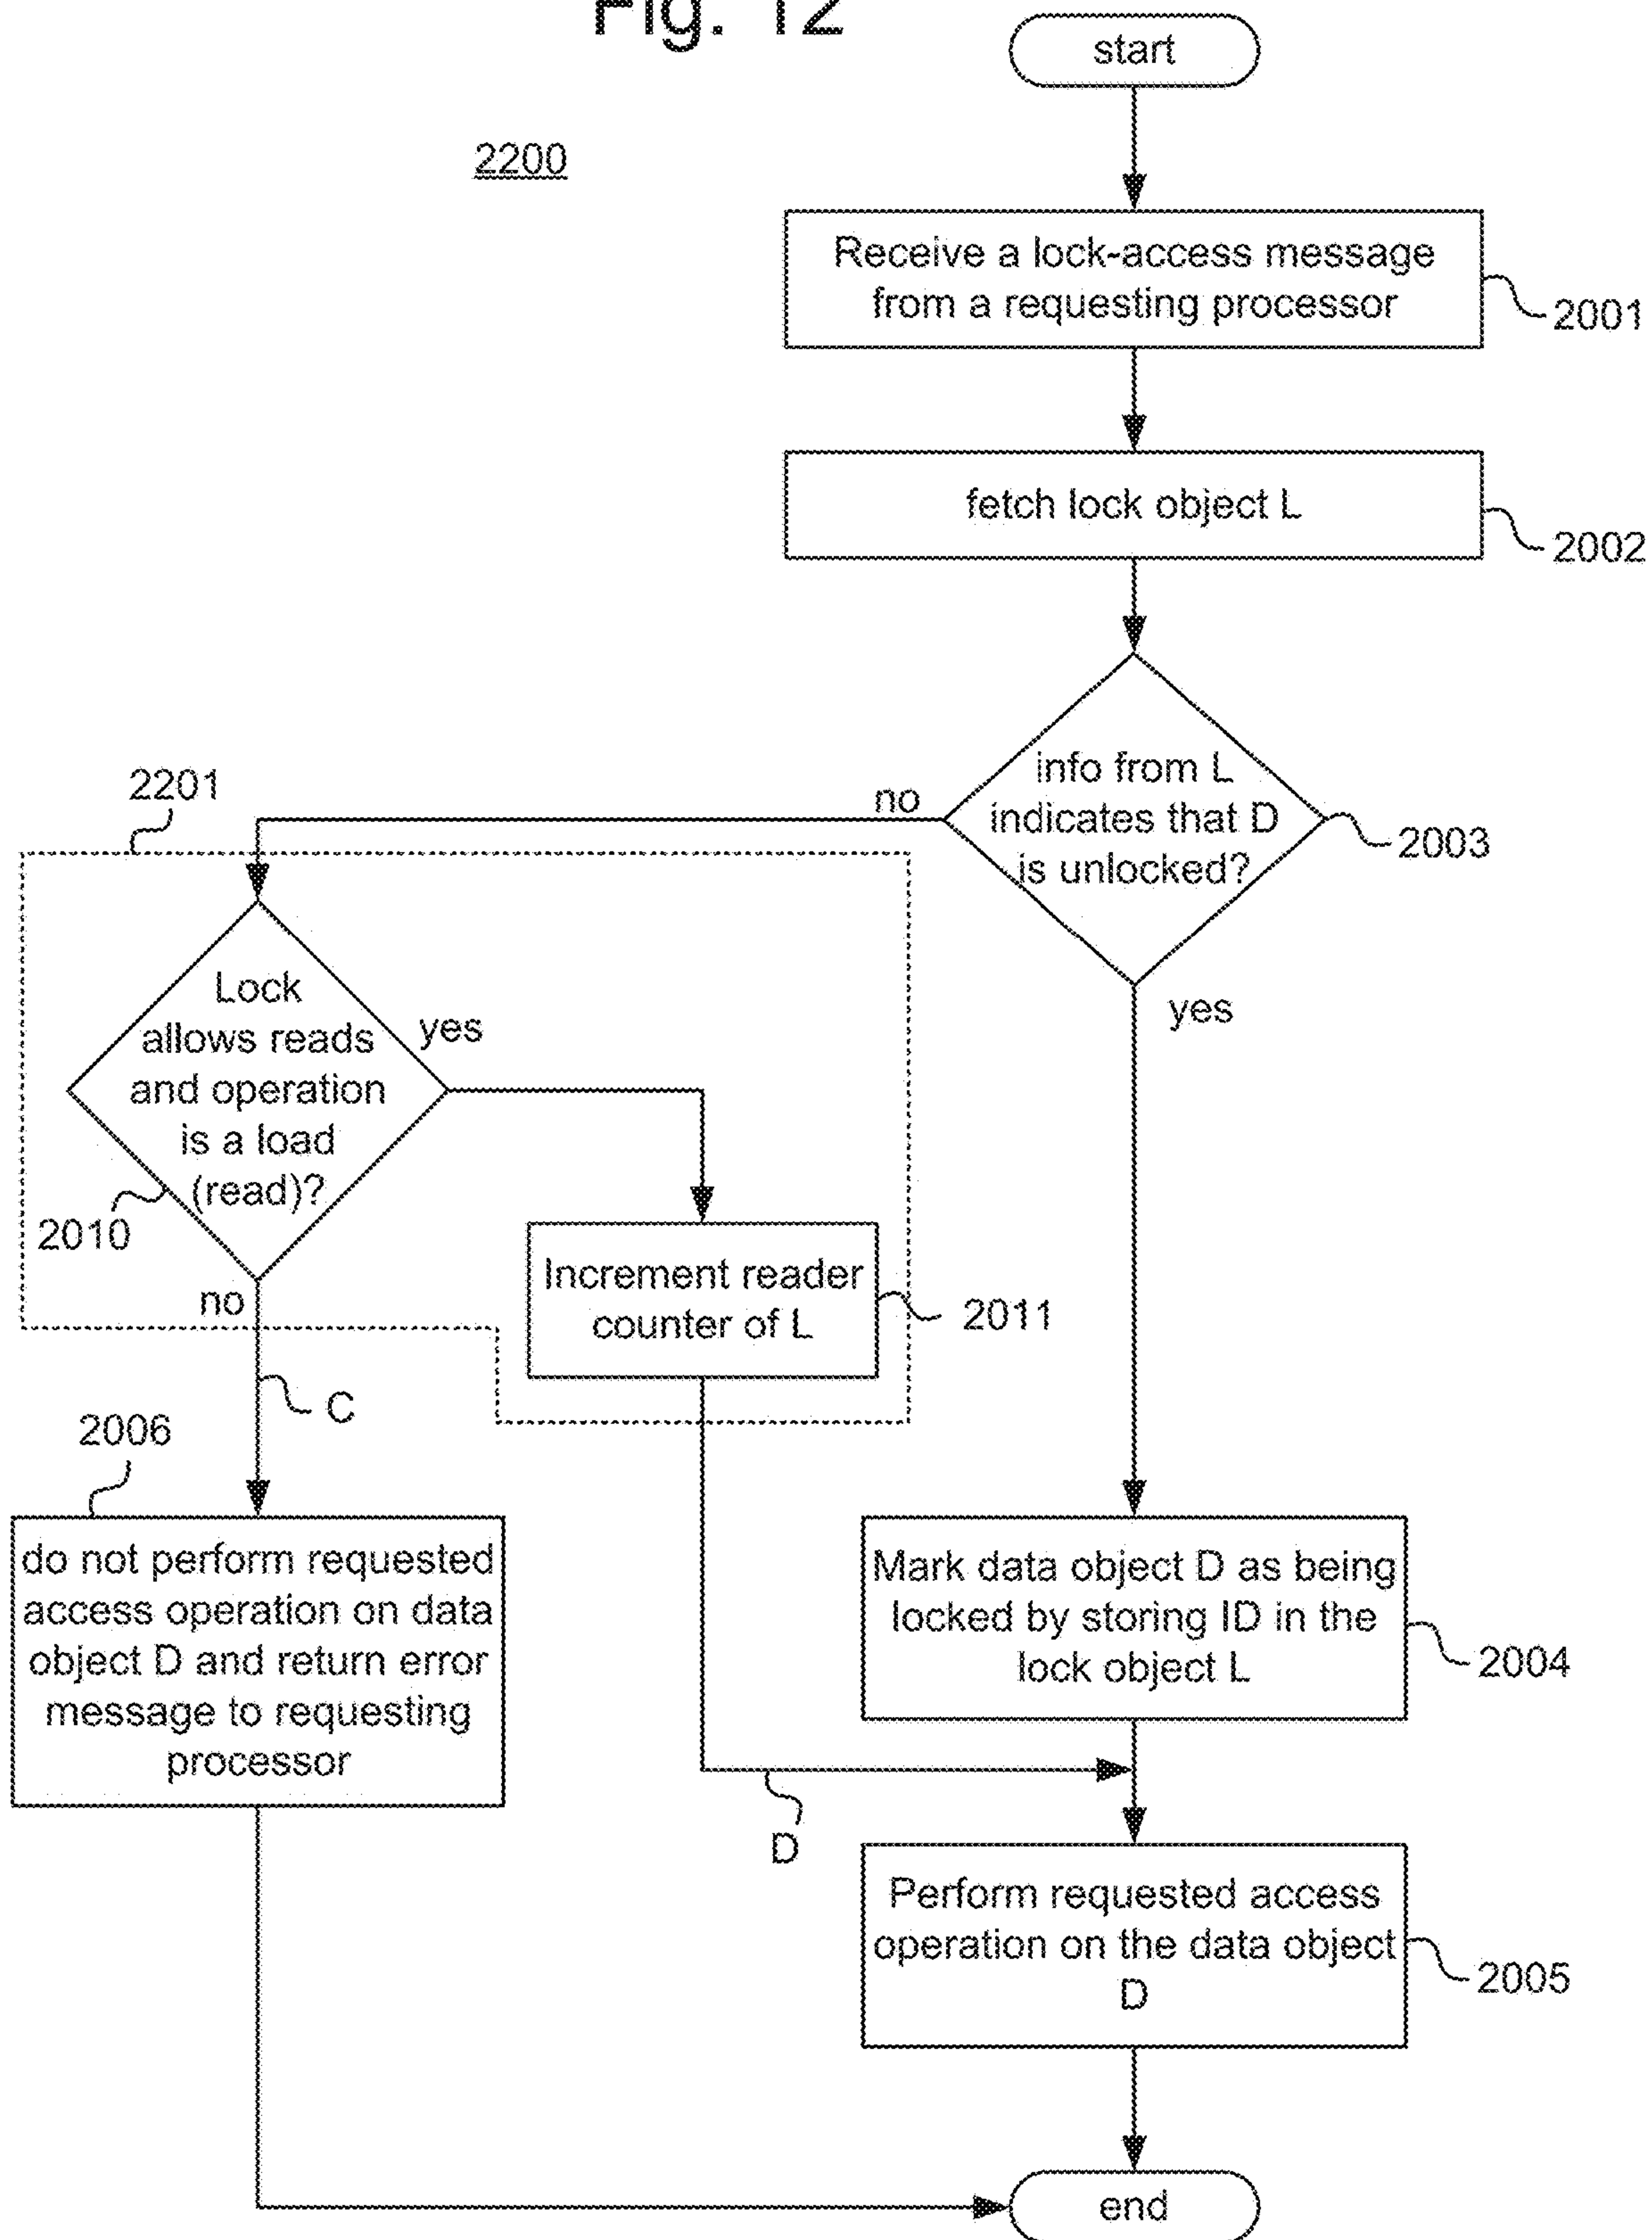 Fig. 12
start
2200
Receive a lock-access message
from a requesting processor
2001
fetch lock object L
2002
info from L
indicates that D
is unlocked?
2003
no
2201
yes
Lock
allows reads
and operation
is a load
(read)?
yes
2010
no
Increment reader
counter of L
2011
C
2006
do not perform requested
access operation on data
object D and return error
message to requesting
processor
Mark data object D as being
locked by storing ID in the
lock object L
2004
D
Perform requested access
operation on the data object
D
2005
end